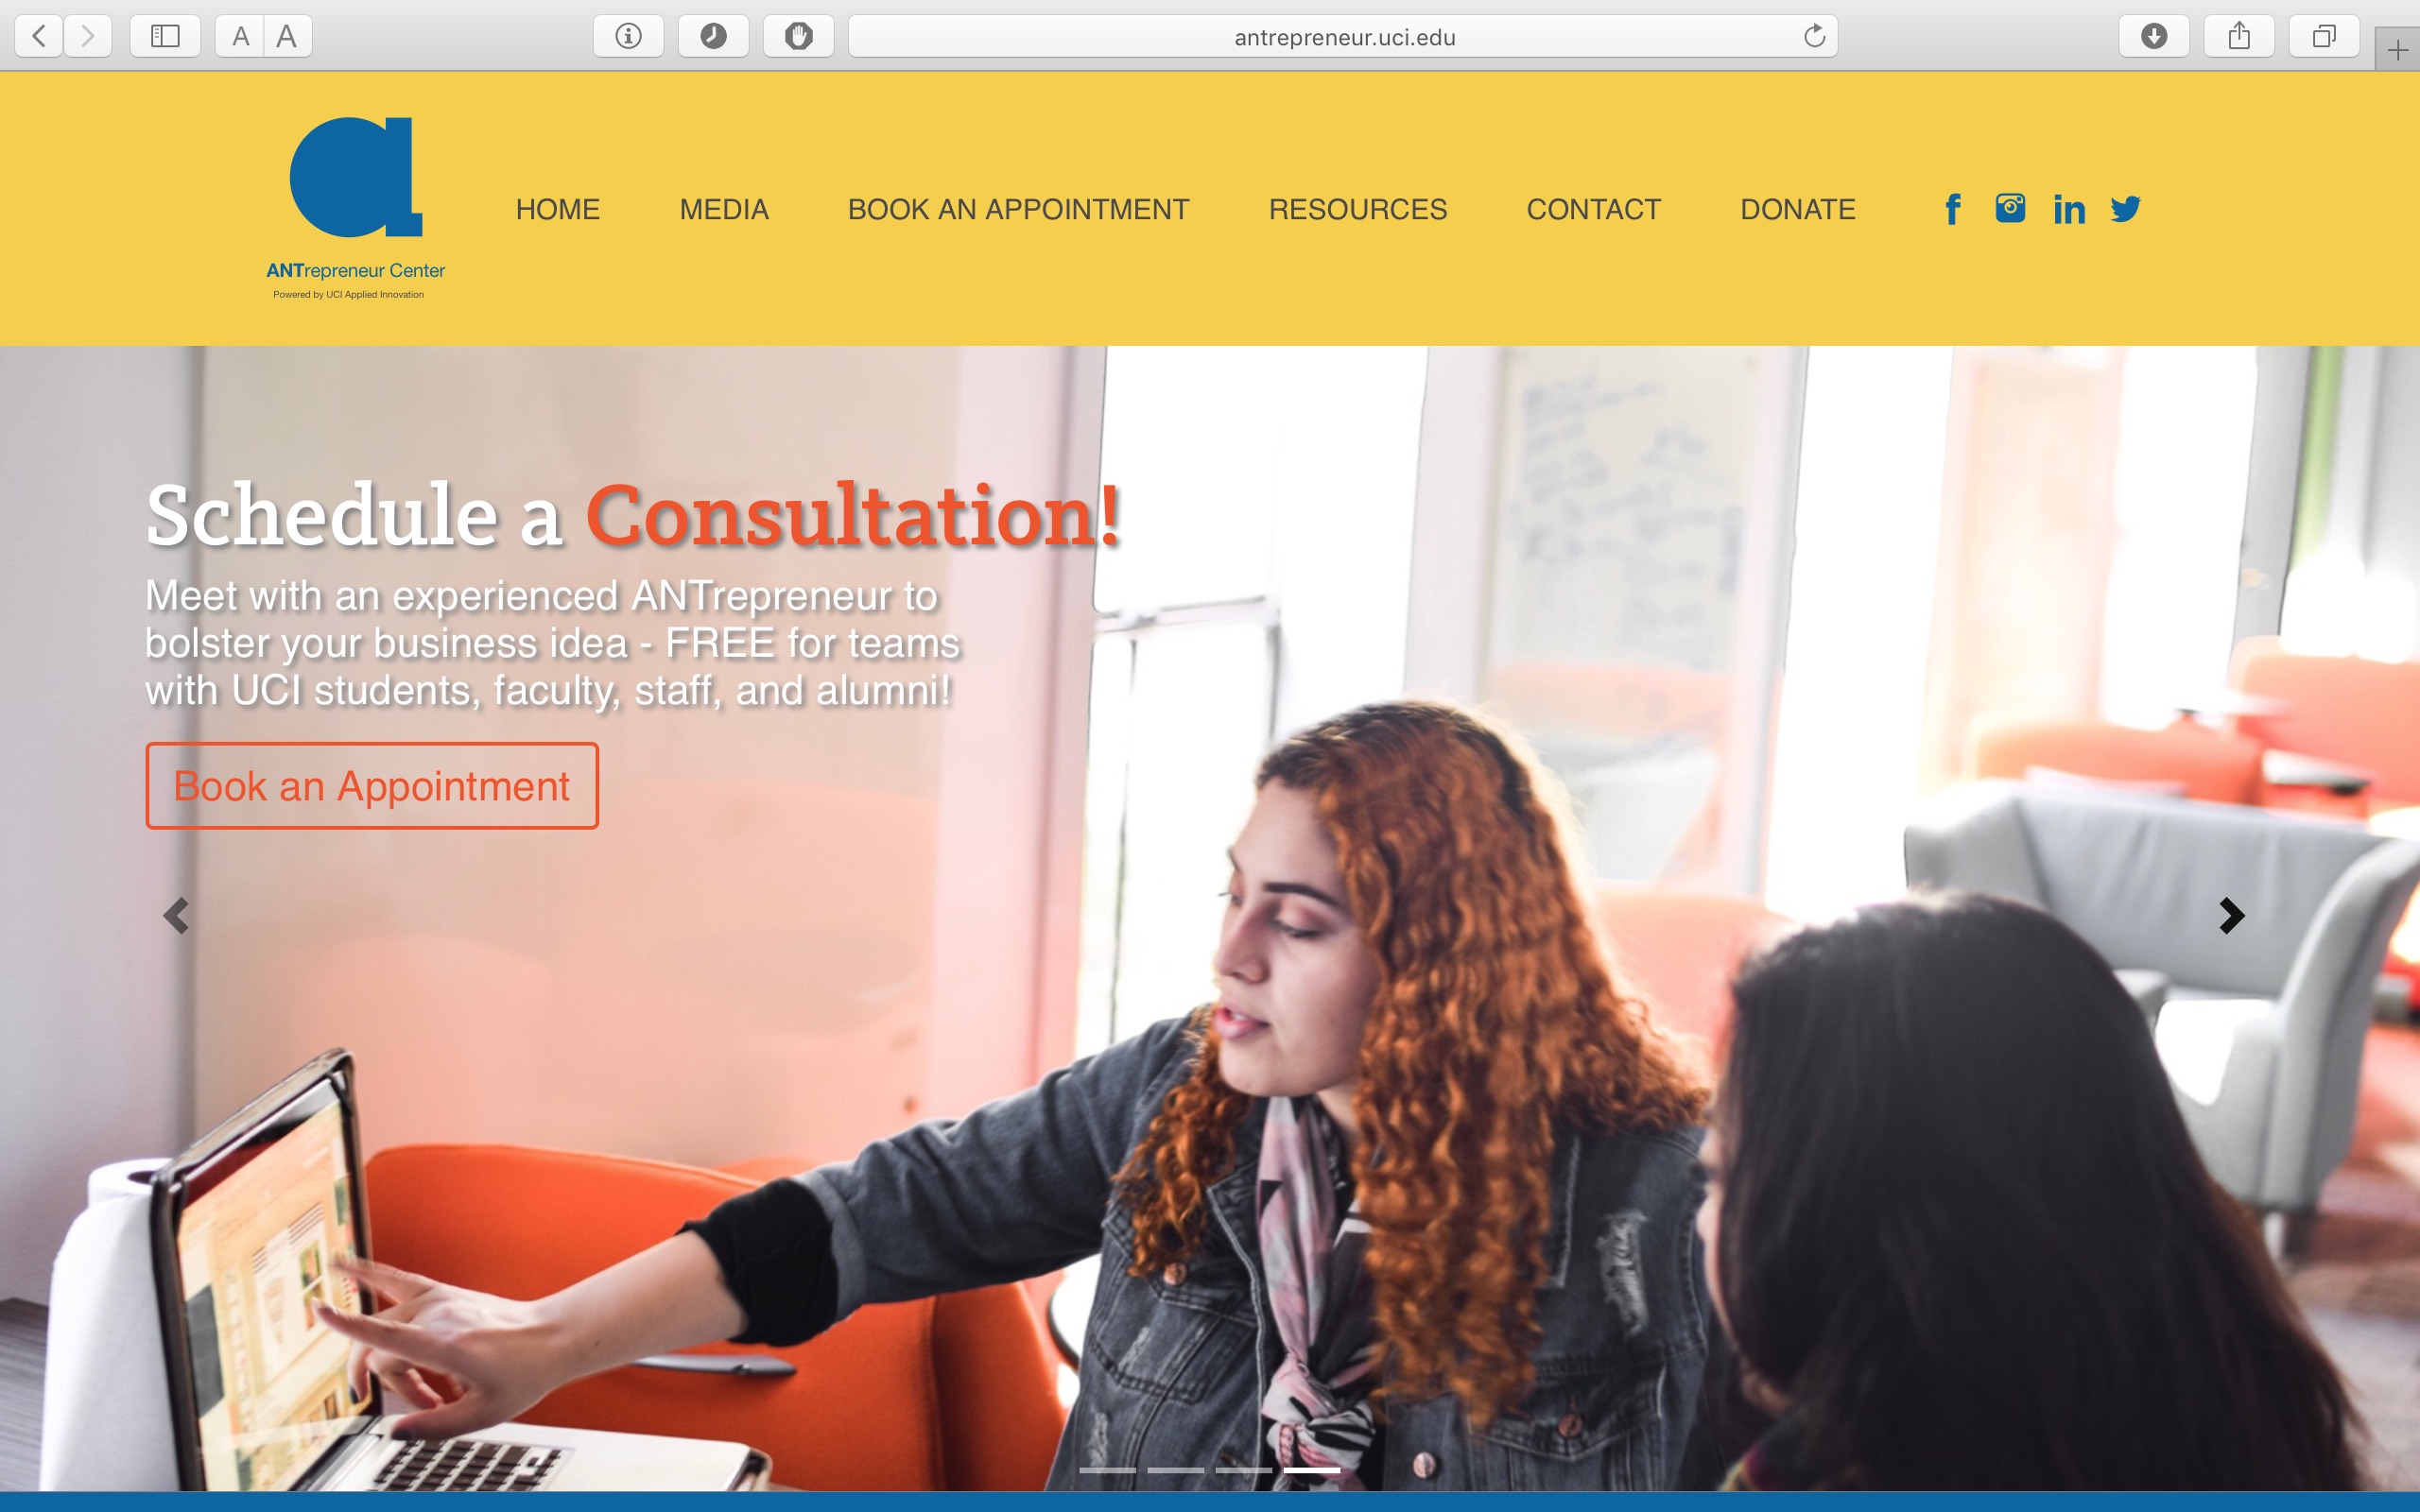 A A
antrepreneur.uci.edu
a
ANTrepreneur Center
Powered by UCI Applied Innovation
HOME MEDIA BOOK AN APPOINTMENT RESOURCES CONTACT DONATE
Schedule a Consultation!
Meet with an experienced ANTrepreneur to
bolster your business idea - FREE for teams
with UCI students, faculty, staff, and alumni!
Book an Appointment